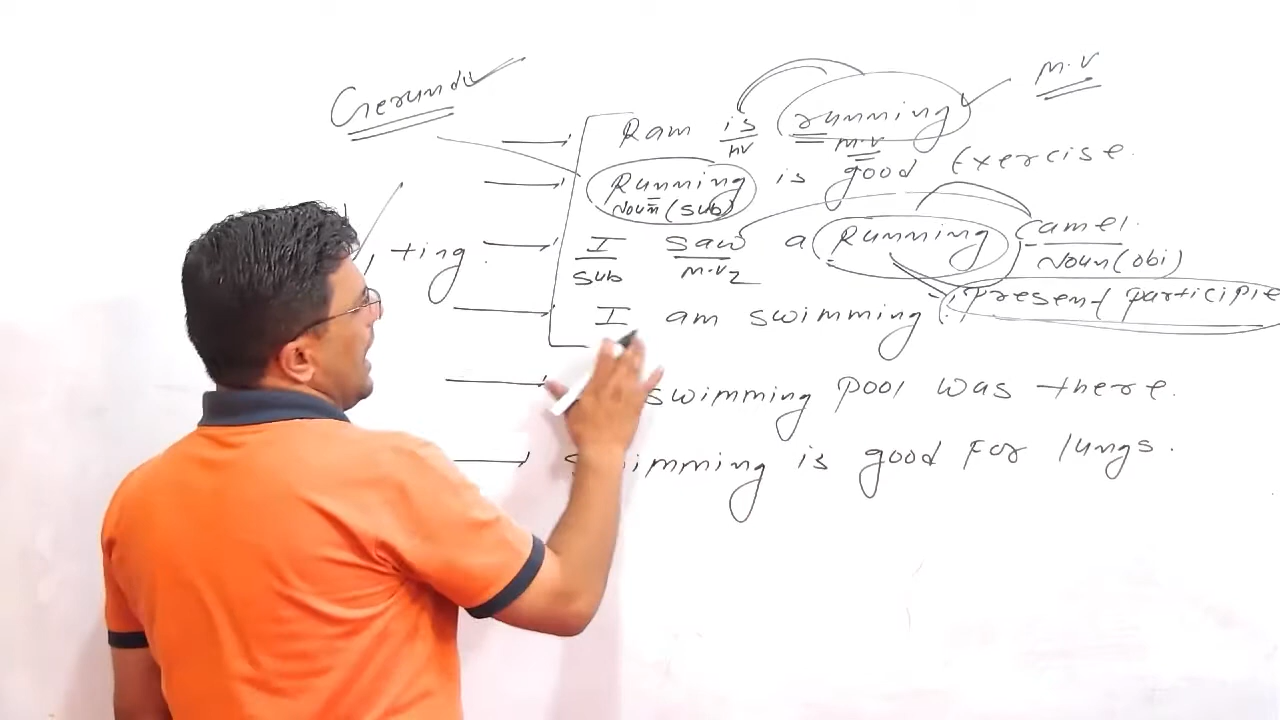 Gerund
M.V
Ram is running
HV M.V
Running is good Exercise.
Noun (sub)
I saw a Running camel.
sub M.V2 Noun (obj)
present participle
ting
I am swimming.
swimming pool was there.
swimming is good For lungs.